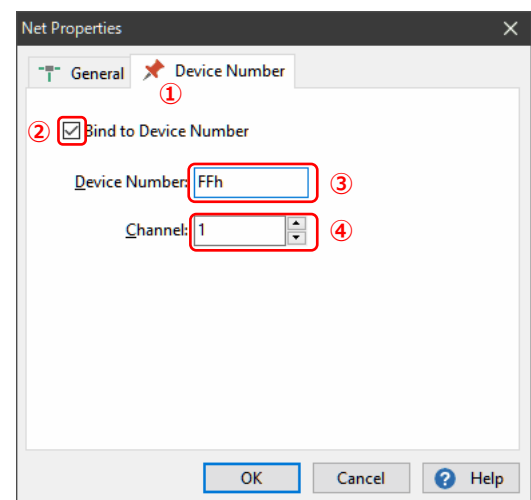 Net Properties
General
Device Number
①
② Bind to Device Number
Device Number: FFh ③
Channel: 1 ④
OK
Cancel
Help